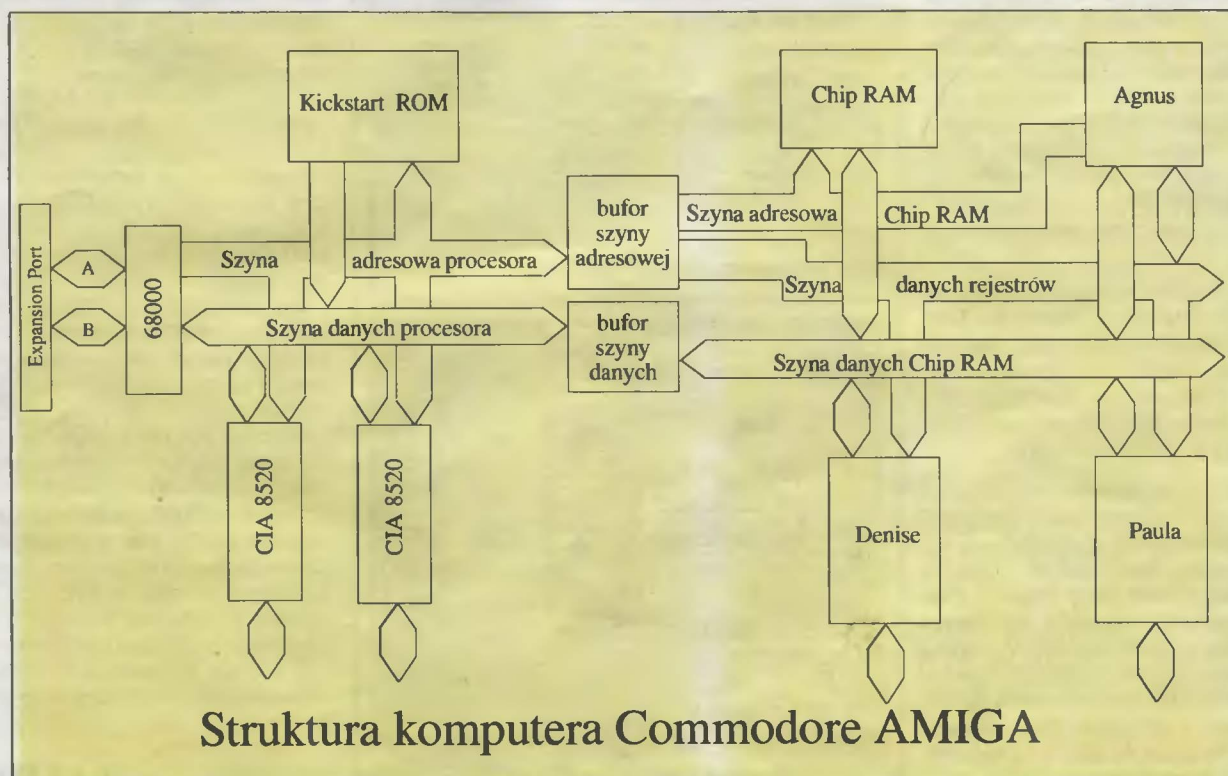 Kickstart ROM
Chip RAM
Agnus
Expansion Port
A
B
68000
Szyna adresowa procesora
Szyna danych procesora
bufor
szyny
adresowej
bufor
szyny
danych
Szyna adresowa Chip RAM
Szyna danych rejestrów
Szyna danych Chip RAM
CIA 8520
CIA 8520
Denise
Paula
Struktura komputera Commodore AMIGA